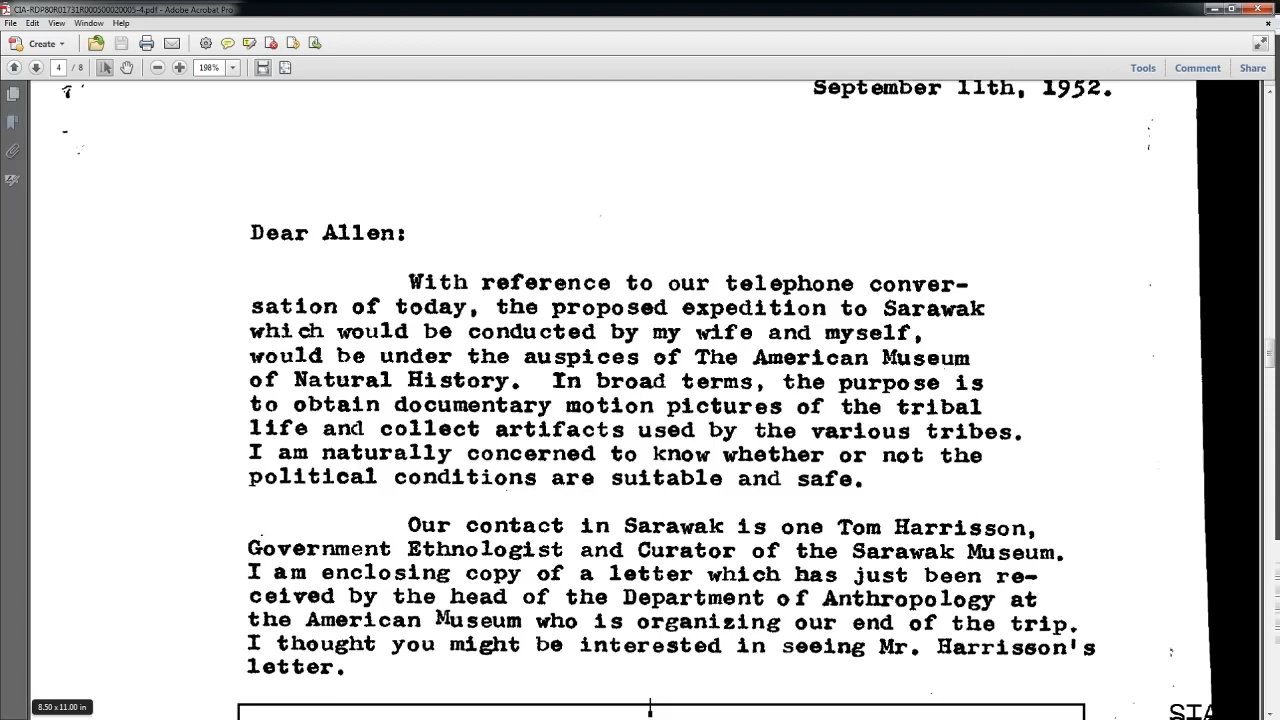 CIA-RDP80R01731R000500020005-4.pdf - Adobe Acrobat Pro
File Edit View Window Help
Create
4 / 8 198% Tools Comment Share
September 11th, 1952.
Dear Allen:
With reference to our telephone conver-
sation of today, the proposed expedition to Sarawak
which would be conducted by my wife and myself,
would be under the auspices of The American Museum
of Natural History. In broad terms, the purpose is
to obtain documentary motion pictures of the tribal
life and collect artifacts used by the various tribes.
I am naturally concerned to know whether or not the
political conditions are suitable and safe.
Our contact in Sarawak is one Tom Harrisson,
Government Ethnologist and Curator of the Sarawak Museum.
I am enclosing copy of a letter which has just been re-
ceived by the head of the Department of Anthropology at
the American Museum who is organizing our end of the trip.
I thought you might be interested in seeing Mr. Harrisson's
letter.
8.50 x 11.00 in